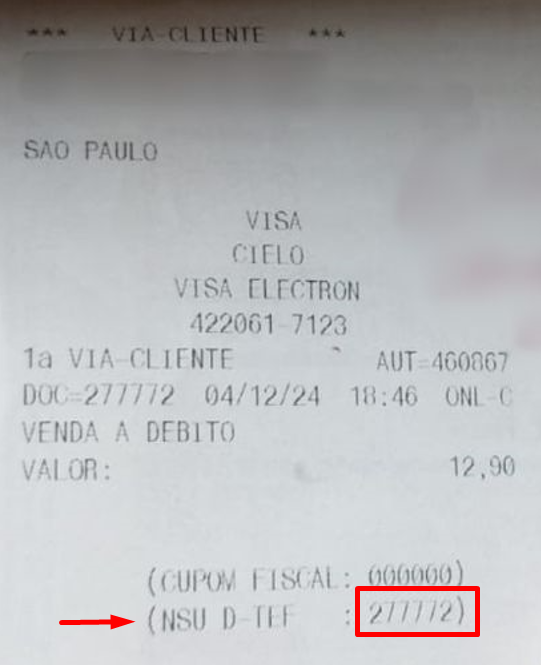 *** VIA-CLIENTE ***
SAO PAULO
VISA
CIELO
VISA ELECTRON
422061-7123
1a VIA-CLIENTE AUT=460867
DOC=277772 04/12/24 18:46 ONL-C
VENDA A DEBITO
VALOR: 12,90
(CUPOM FISCAL: 000000)
(NSU D-TEF : 277772)